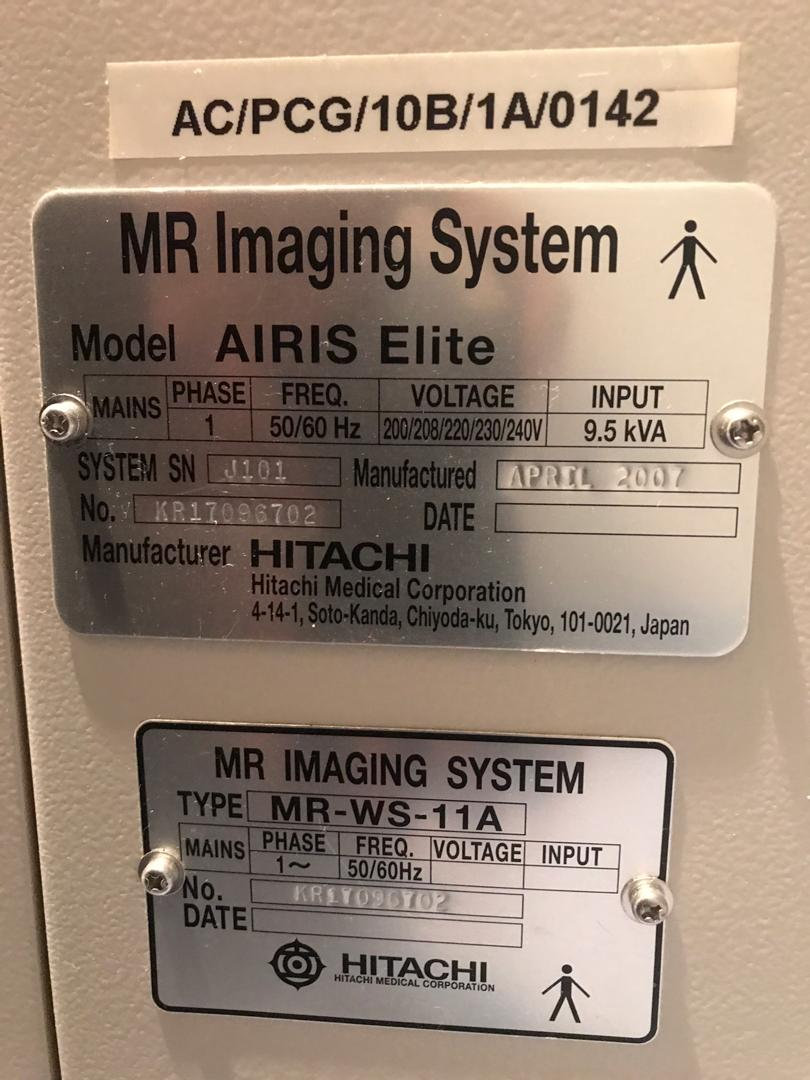 AC/PCG/10B/1A/0142
MR Imaging System
Model AIRIS Elite
MAINS PHASE FREQ. VOLTAGE INPUT
1 50/60 Hz 200/208/220/230/240V 9.5 kVA
SYSTEM SN J101 Manufactured APRIL 2007
No. KR17096702 DATE
Manufacturer HITACHI
Hitachi Medical Corporation
4-14-1, Soto-Kanda, Chiyoda-ku, Tokyo, 101-0021, Japan
MR IMAGING SYSTEM
TYPE MR-WS-11A
MAINS PHASE FREQ. VOLTAGE INPUT
1~ 50/60Hz
No. KR17096702
DATE
HITACHI
HITACHI MEDICAL CORPORATION